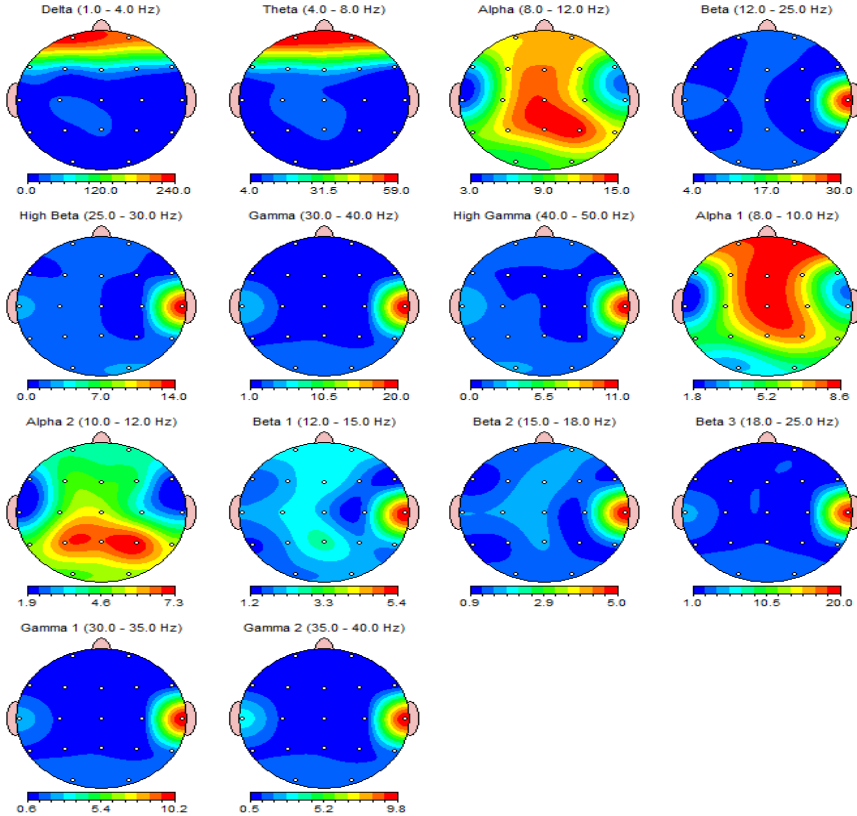 Delta (1.0 - 4.0 Hz) Theta (4.0 - 8.0 Hz) Alpha (8.0 - 12.0 Hz) Beta (12.0 - 25.0 Hz)
0.0 120.0 240.0 4.0 31.5 59.0 3.0 9.0 15.0 4.0 17.0 30.0
High Beta (25.0 - 30.0 Hz) Gamma (30.0 - 40.0 Hz) High Gamma (40.0 - 50.0 Hz) Alpha 1 (8.0 - 10.0 Hz)
0.0 7.0 14.0 1.0 10.5 20.0 0.0 5.5 11.0 1.8 5.2 8.6
Alpha 2 (10.0 - 12.0 Hz) Beta 1 (12.0 - 15.0 Hz) Beta 2 (15.0 - 18.0 Hz) Beta 3 (18.0 - 25.0 Hz)
1.9 4.6 7.3 1.2 3.3 5.4 0.9 2.9 5.0 1.0 10.5 20.0
Gamma 1 (30.0 - 35.0 Hz) Gamma 2 (35.0 - 40.0 Hz)
0.6 5.4 10.2 0.5 5.2 9.8